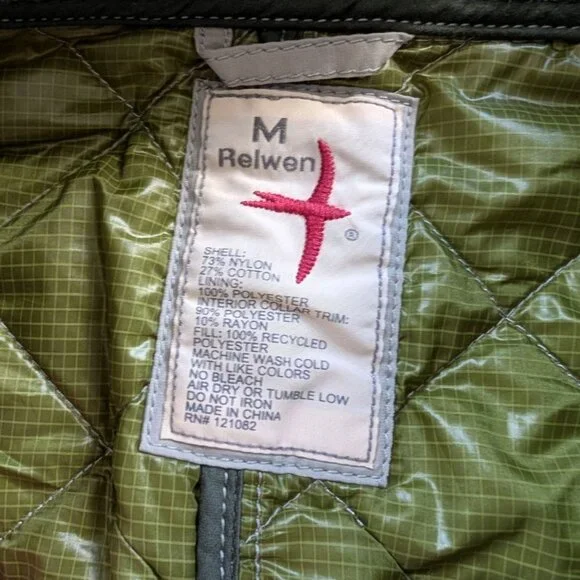 M
Relwen
®
SHELL:
73% NYLON
27% COTTON
LINING:
100% POLYESTER
INTERIOR COLLAR TRIM:
90% POLYESTER
10% RAYON
FILL: 100% RECYCLED
POLYESTER
MACHINE WASH COLD
WITH LIKE COLORS
NO BLEACH
AIR DRY OR TUMBLE LOW
DO NOT IRON
MADE IN CHINA
RN# 121082